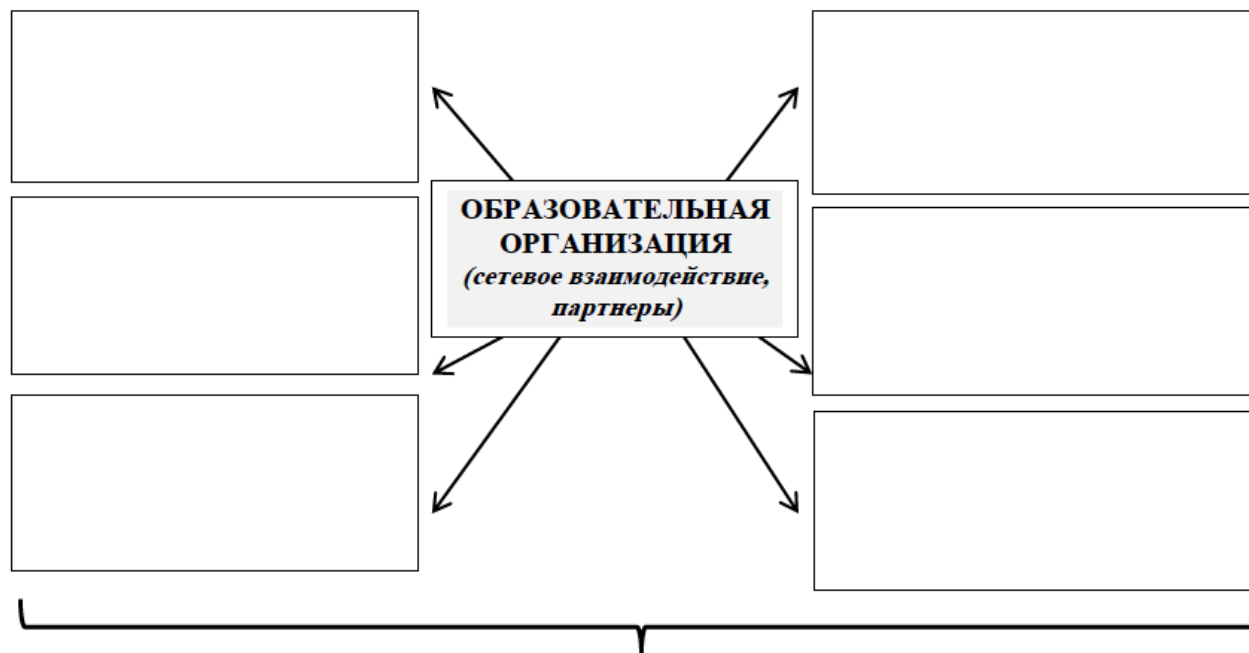 ОБРАЗОВАТЕЛЬНАЯ
ОРГАНИЗАЦИЯ
(сетевое взаимодействие,
партнеры)